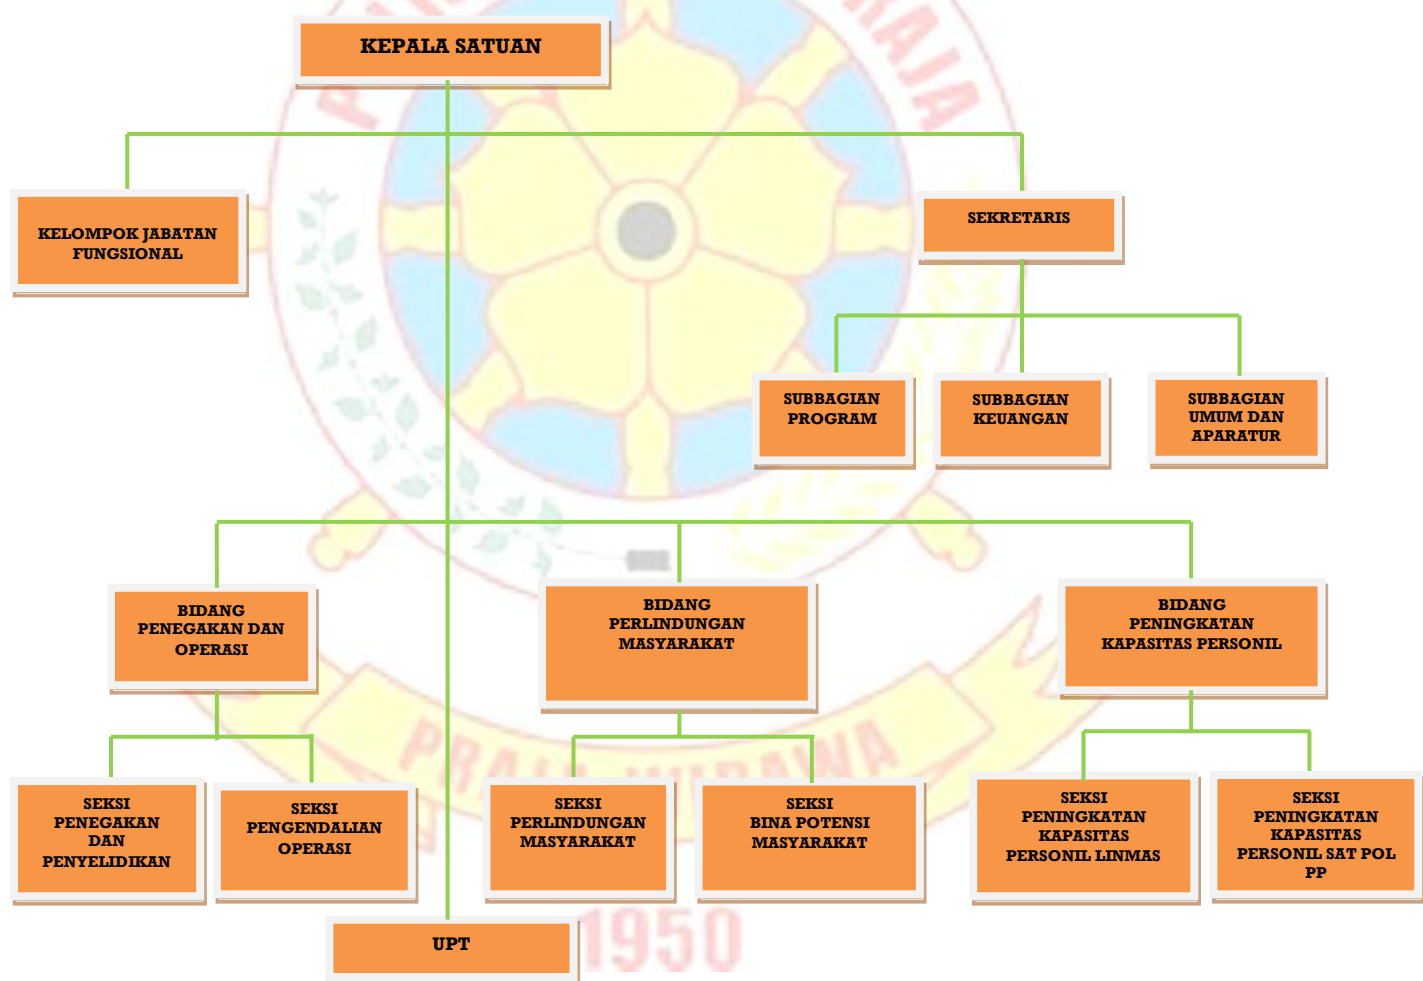 KEPALA SATUAN
KELOMPOK JABATAN
FUNGSIONAL
SEKRETARIS
SUBBAGIAN
PROGRAM
SUBBAGIAN
KEUANGAN
SUBBAGIAN
UMUM DAN
APARATUR
BIDANG
PENEGAKAN DAN
OPERASI
BIDANG
PERLINDUNGAN
MASYARAKAT
BIDANG
PENINGKATAN
KAPASITAS PERSONIL
SEKSI
PENEGAKAN
DAN
PENYELIDIKAN
SEKSI
PENGENDALIAN
OPERASI
SEKSI
PERLINDUNGAN
MASYARAKAT
SEKSI
BINA POTENSI
MASYARAKAT
SEKSI
PENINGKATAN
KAPASITAS
PERSONIL LINMAS
SEKSI
PENINGKATAN
KAPASITAS
PERSONIL SAT POL
PP
UPT
PRAJA WIRAWA
1950